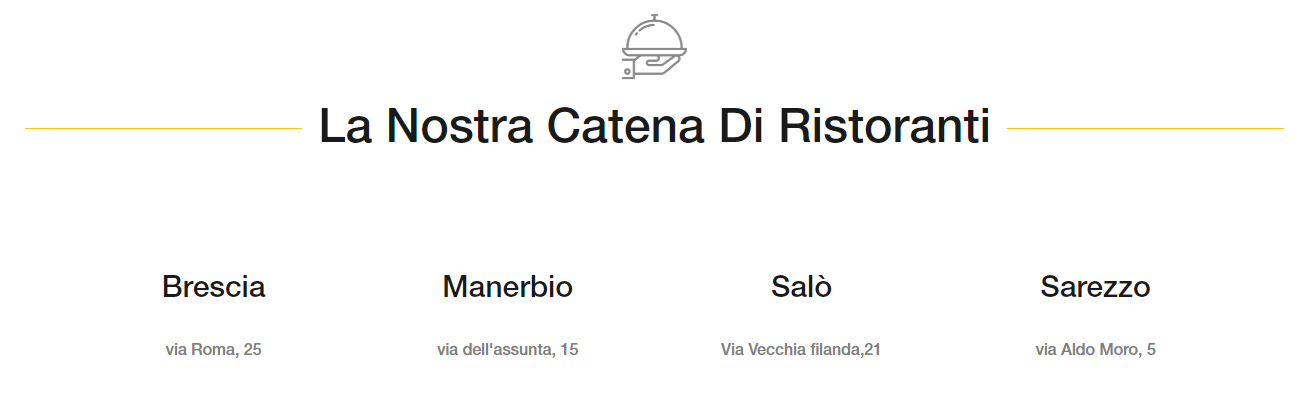 La Nostra Catena Di Ristoranti
Brescia
via Roma, 25
Manerbio
via dell'assunta, 15
Salò
Via Vecchia filanda,21
Sarezzo
via Aldo Moro, 5